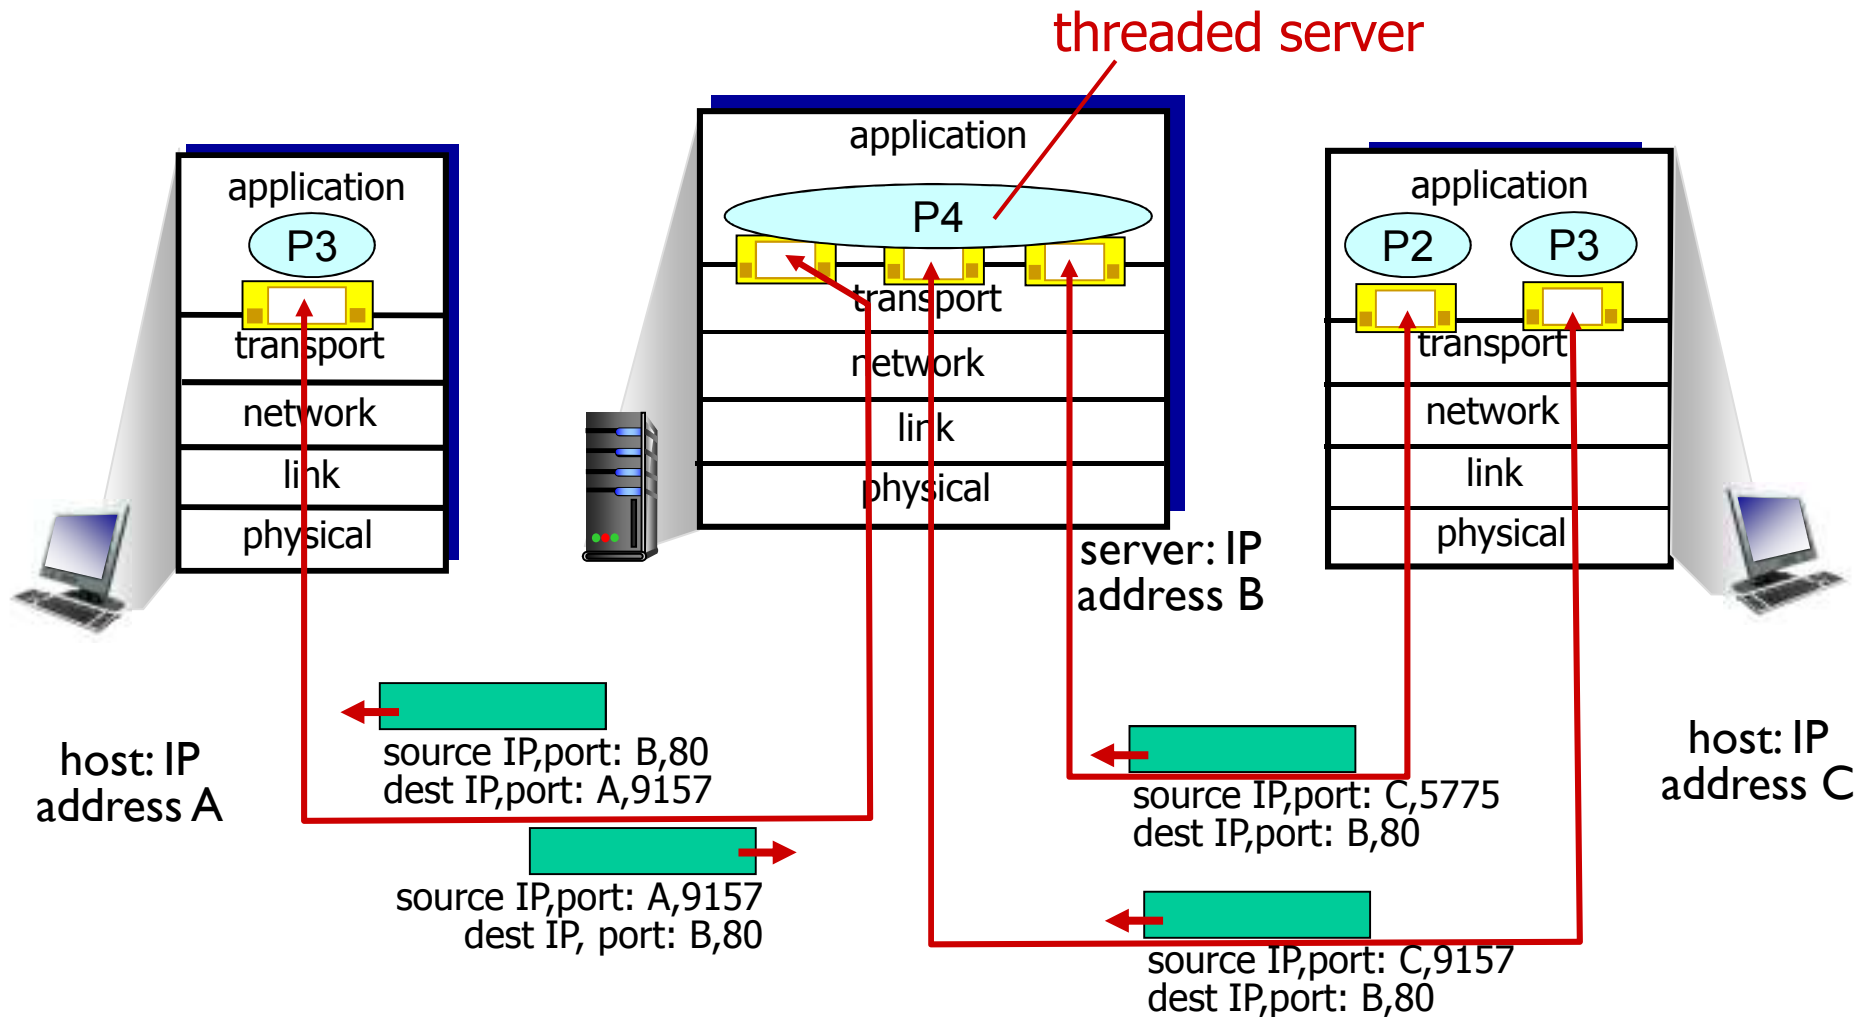 threaded server
application
P3
transport
network
link
physical
application
P4
transport
network
link
physical
application
P2
P3
transport
network
link
physical
server: IP
address B
host: IP
address A
source IP,port: B,80
dest IP,port: A,9157
source IP,port: A,9157
dest IP, port: B,80
source IP,port: C,5775
dest IP,port: B,80
source IP,port: C,9157
dest IP,port: B,80
host: IP
address C